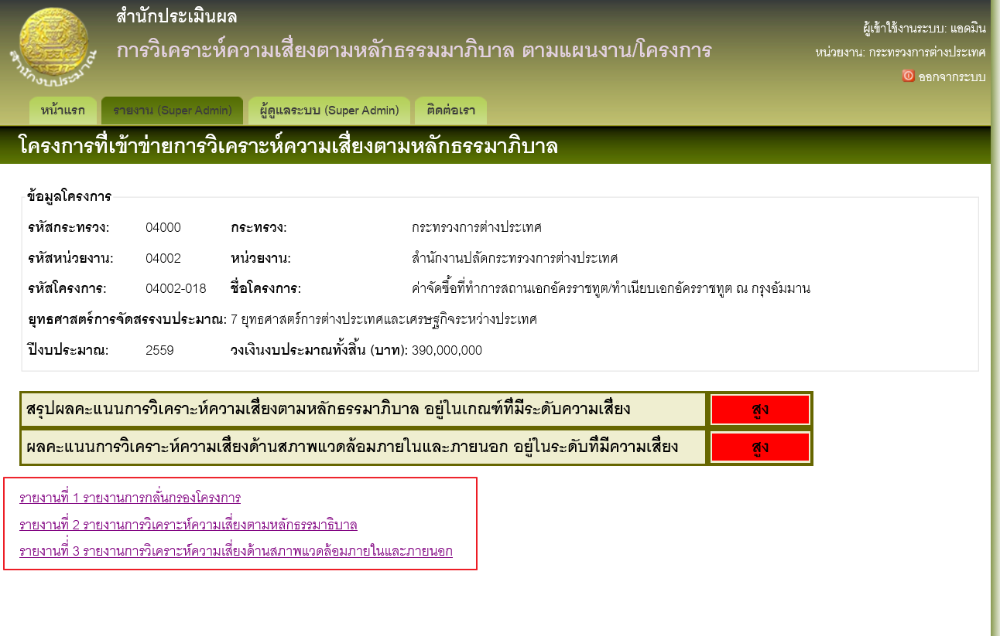 สำนักประเมินผล
การวิเคราะห์ความเสี่ยงตามหลักธรรมมาภิบาล ตามแผนงาน/โครงการ
ผู้เข้าใช้งานระบบ: แอดมิน
หน่วยงาน: กระทรวงการต่างประเทศ
ออกจากระบบ
สำนักงบประมาณ
หน้าแรก รายงาน (Super Admin) ผู้ดูแลระบบ (Super Admin) ติดต่อเรา
โครงการที่เข้าข่ายการวิเคราะห์ความเสี่ยงตามหลักธรรมาภิบาล
ข้อมูลโครงการ
รหัสกระทรวง: 04000 กระทรวง: กระทรวงการต่างประเทศ
รหัสหน่วยงาน: 04002 หน่วยงาน: สำนักงานปลัดกระทรวงการต่างประเทศ
รหัสโครงการ: 04002-018 ชื่อโครงการ: ค่าจัดซื้อที่ทำการสถานเอกอัครราชทูต/ทำเนียบเอกอัครราชทูต ณ กรุงอัมมาน
ยุทธศาสตร์การจัดสรรงบประมาณ: 7 ยุทธศาสตร์การต่างประเทศและเศรษฐกิจระหว่างประเทศ
ปีงบประมาณ: 2559 วงเงินงบประมาณทั้งสิ้น (บาท): 390,000,000
สรุปผลคะแนนการวิเคราะห์ความเสี่ยงตามหลักธรรมาภิบาล อยู่ในเกณฑ์ที่มีระดับความเสี่ยง สูง
ผลคะแนนการวิเคราะห์ความเสี่ยงด้านสภาพแวดล้อมภายในและภายนอก อยู่ในระดับที่มีความเสี่ยง สูง
รายงานที่ 1 รายงานการกลั่นกรองโครงการ
รายงานที่ 2 รายงานการวิเคราะห์ความเสี่ยงตามหลักธรรมาธิบาล
รายงานที่ 3 รายงานการวิเคราะห์ความเสี่ยงด้านสภาพแวดล้อมภายในและภายนอก